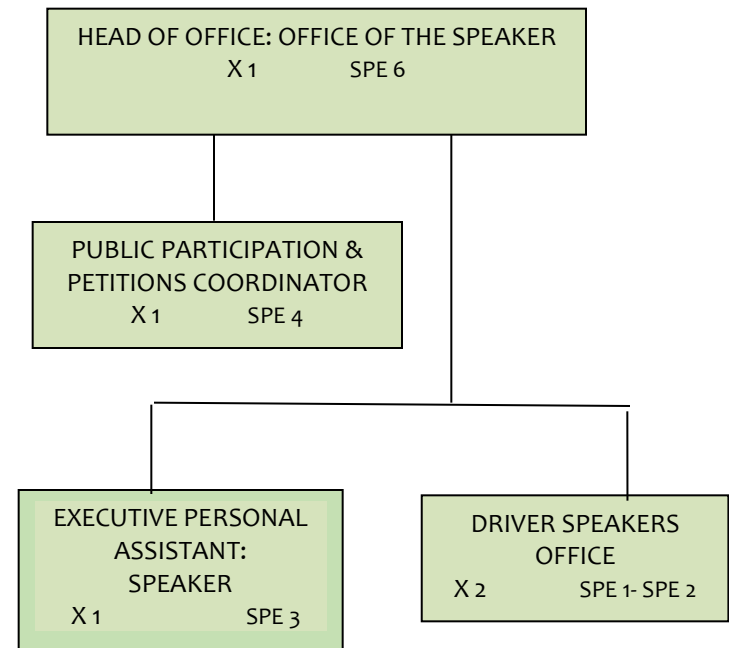 HEAD OF OFFICE: OFFICE OF THE SPEAKER
X 1 SPE 6
PUBLIC PARTICIPATION &
PETITIONS COORDINATOR
X 1 SPE 4
EXECUTIVE PERSONAL
ASSISTANT:
SPEAKER
X 1 SPE 3
DRIVER SPEAKERS
OFFICE
X 2 SPE 1- SPE 2